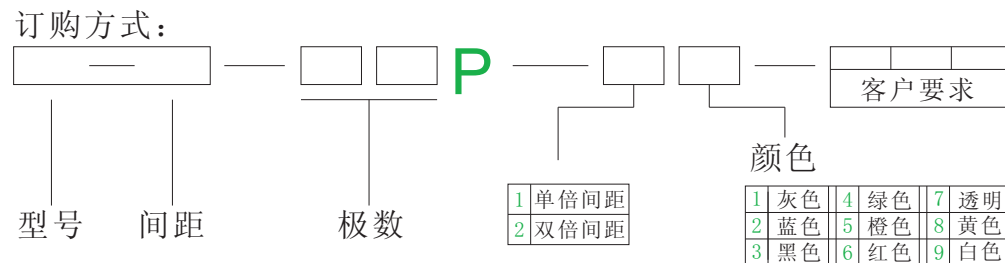 订购方式:
P
客户要求
颜色
型号 间距 极数
1 单倍间距
2 双倍间距
1 灰色 4 绿色 7 透明
2 蓝色 5 橙色 8 黄色
3 黑色 6 红色 9 白色